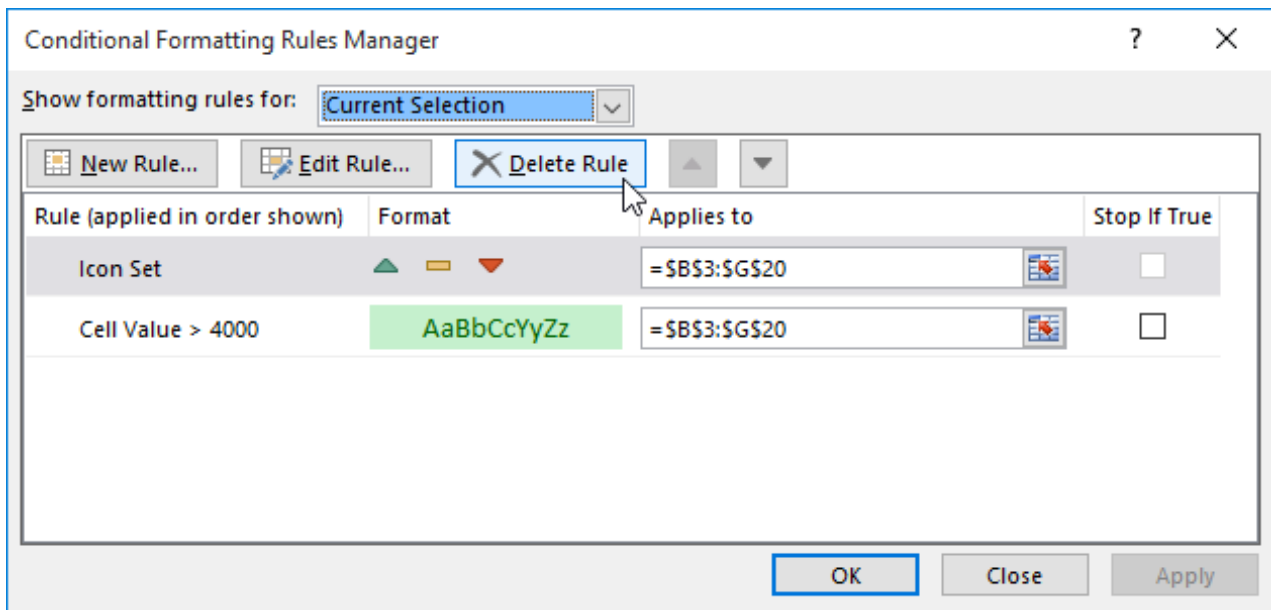 Conditional Formatting Rules Manager ?
Show formatting rules for: Current Selection
New Rule... Edit Rule... Delete Rule
Rule (applied in order shown) Format Applies to Stop If True
Icon Set =$B$3:$G$20
Cell Value > 4000 AaBbCcYyZz =$B$3:$G$20
OK Close Apply